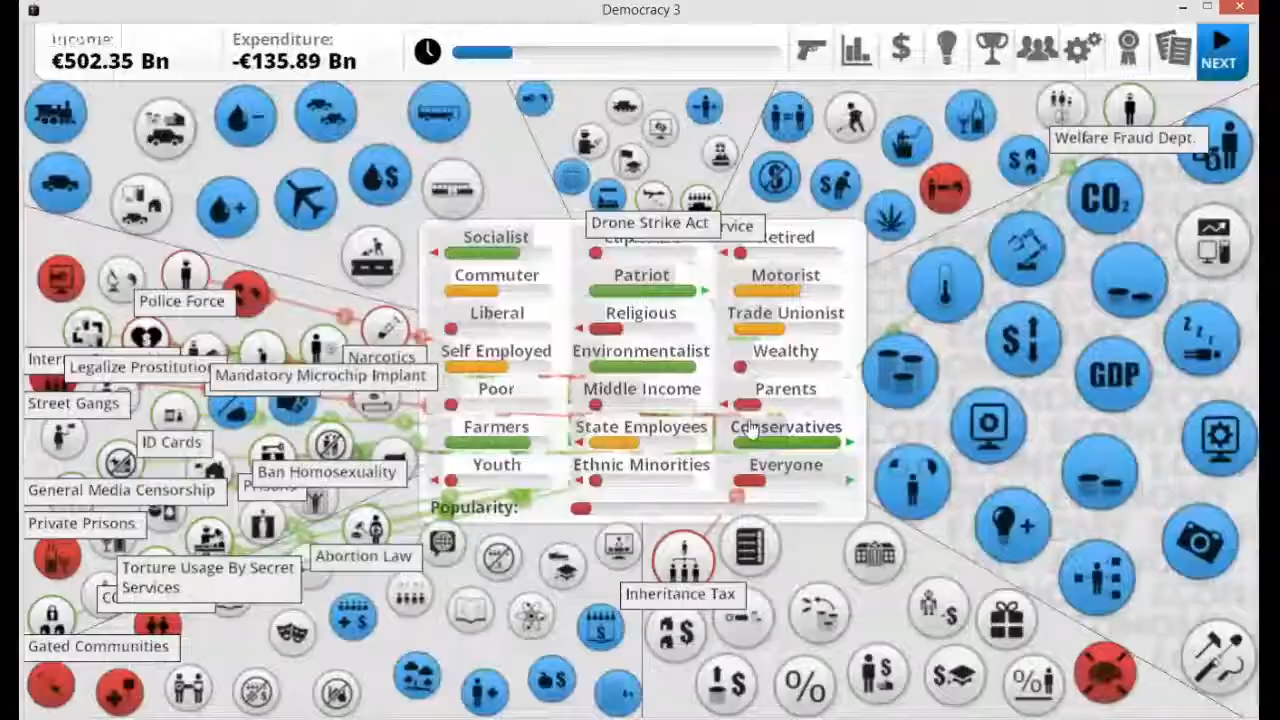 Democracy 3
Income:
€502.35 Bn
Expenditure:
-€135.89 Bn
NEXT
Welfare Fraud Dept.
Drone Strike Act
rvice
Socialist
Retired
Commuter
Patriot
Motorist
Police Force
Liberal
Religious
Trade Unionist
Self Employed
Environmentalist
Wealthy
Narcotics
Legalize Prostitution
Mandatory Microchip Implant
Poor
Middle Income
Parents
Street Gangs
Farmers
State Employees
Conservatives
ID Cards
Youth
Ethnic Minorities
Everyone
Ban Homosexuality
General Media Censorship
Prisons
Popularity:
Private Prisons
Abortion Law
Torture Usage By Secret
Services
Inheritance Tax
Gated Communities
CO2
$
GDP
zzz
%